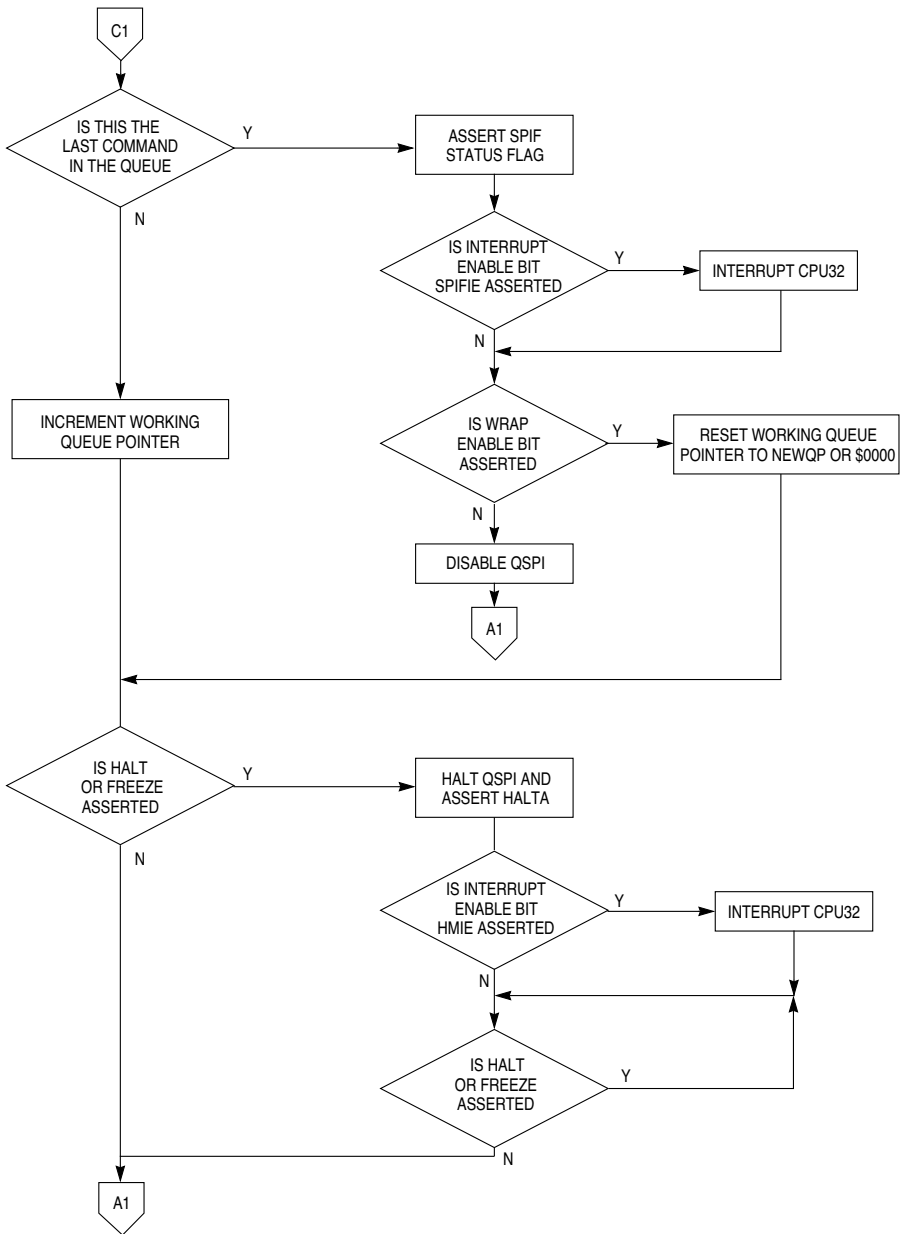 C1
IS THIS THE
LAST COMMAND
IN THE QUEUE
Y
N
ASSERT SPIF
STATUS FLAG
IS INTERRUPT
ENABLE BIT
SPIFIE ASSERTED
Y
N
INTERRUPT CPU32
INCREMENT WORKING
QUEUE POINTER
IS WRAP
ENABLE BIT
ASSERTED
Y
N
RESET WORKING QUEUE
POINTER TO NEWQP OR $0000
DISABLE QSPI
A1
IS HALT
OR FREEZE
ASSERTED
Y
N
HALT QSPI AND
ASSERT HALTA
IS INTERRUPT
ENABLE BIT
HMIE ASSERTED
Y
N
INTERRUPT CPU32
IS HALT
OR FREEZE
ASSERTED
Y
N
A1